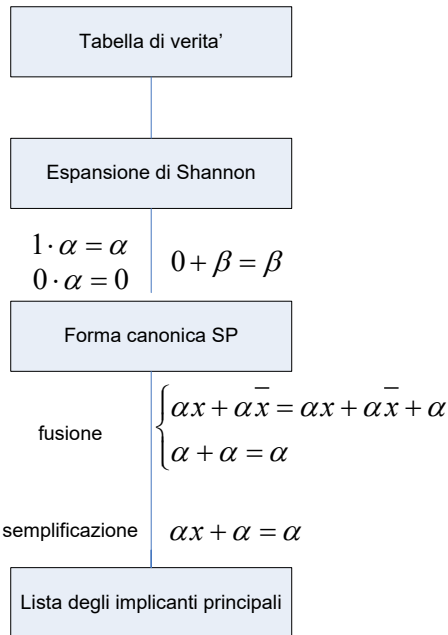 Tabella di verita'
Espansione di Shannon
1 · α = α
0 · α = 0
0 + β = β
Forma canonica SP
fusione
αx + αx̅ = αx + αx̅ + α
α + α = α
semplificazione
αx + α = α
Lista degli implicanti principali